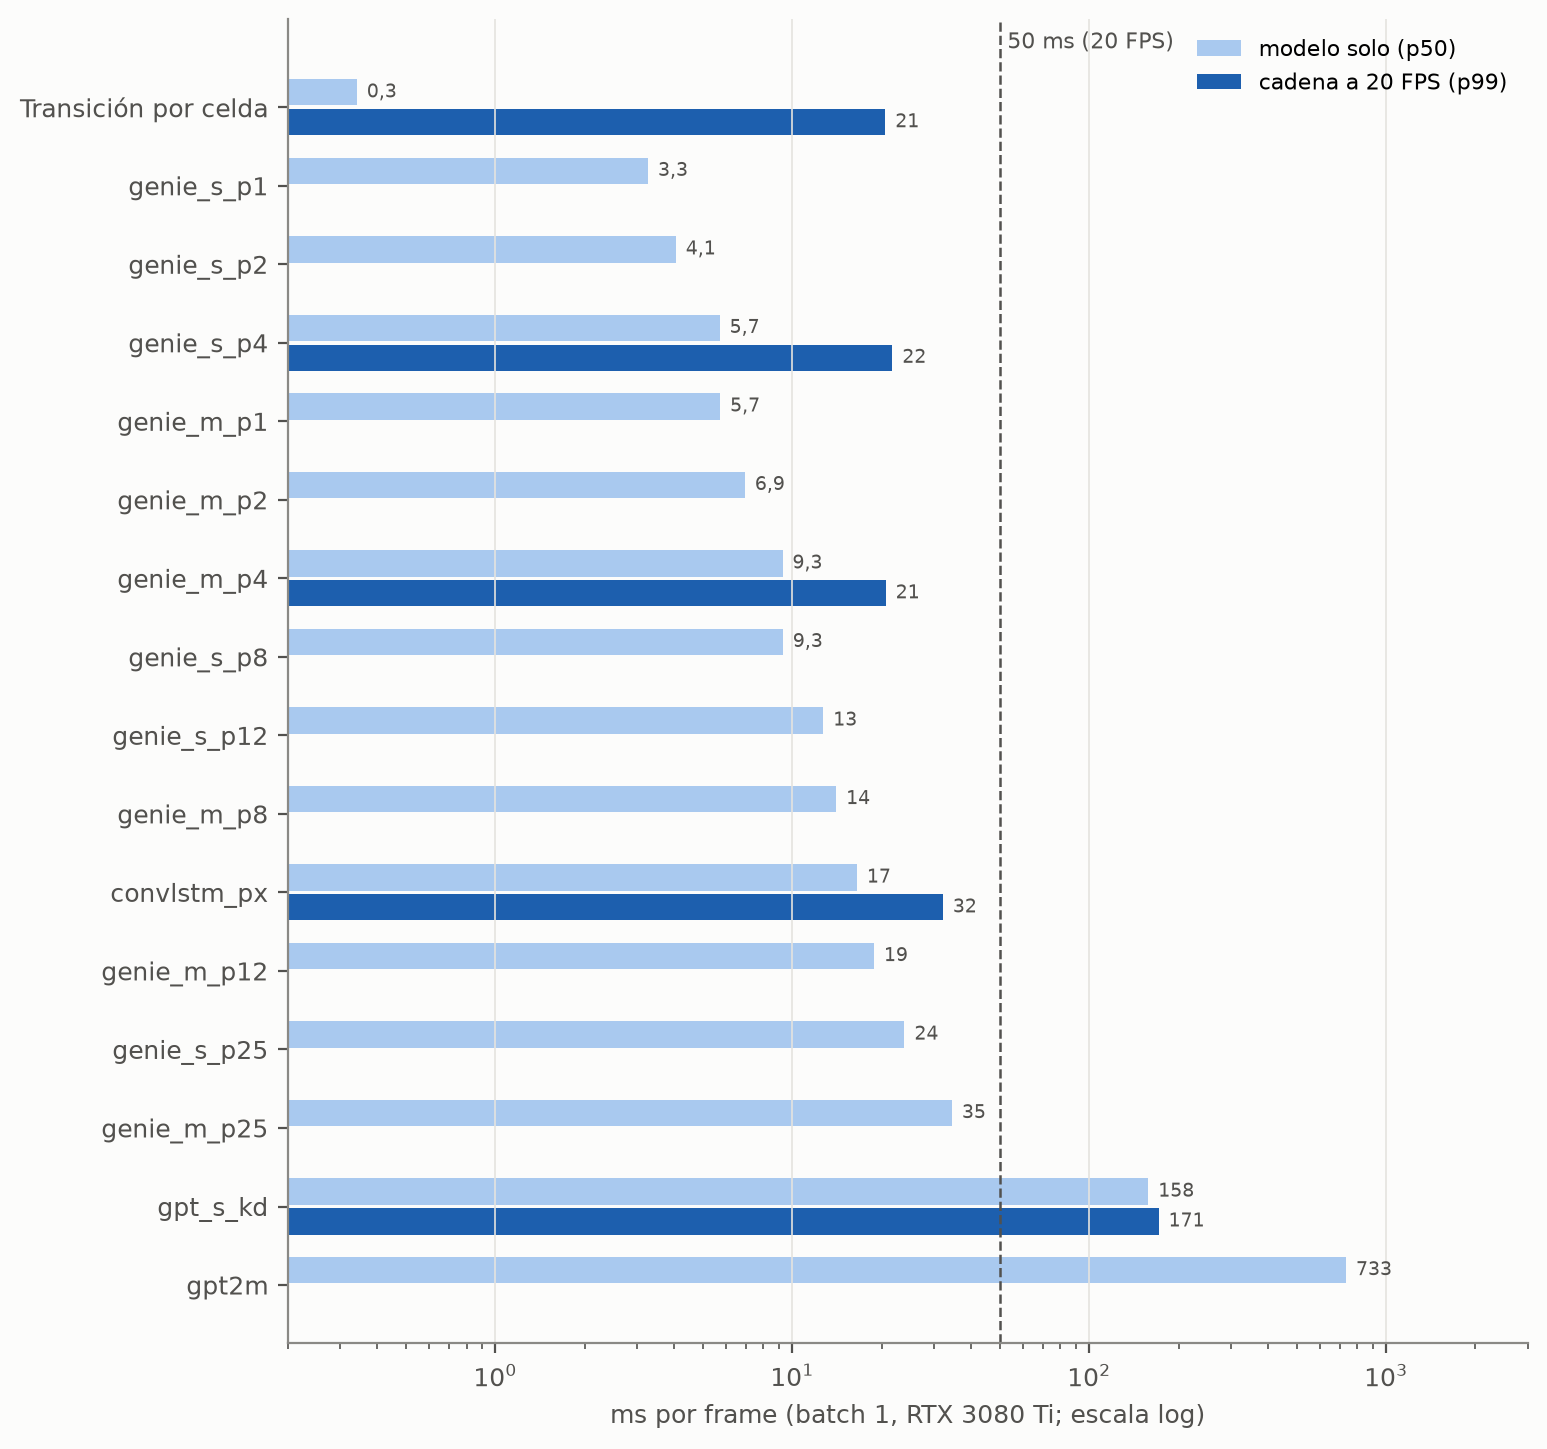 50 ms (20 FPS)
modelo solo (p50)
cadena a 20 FPS (p99)
Transición por celda
0,3
21
genie_s_p1
3,3
genie_s_p2
4,1
genie_s_p4
5,7
22
genie_m_p1
5,7
genie_m_p2
6,9
genie_m_p4
9,3
21
genie_s_p8
9,3
genie_s_p12
13
genie_m_p8
14
convlstm_px
17
32
genie_m_p12
19
genie_s_p25
24
genie_m_p25
35
gpt_s_kd
158
171
gpt2m
733
10⁰ 10¹ 10² 10³
ms por frame (batch 1, RTX 3080 Ti; escala log)